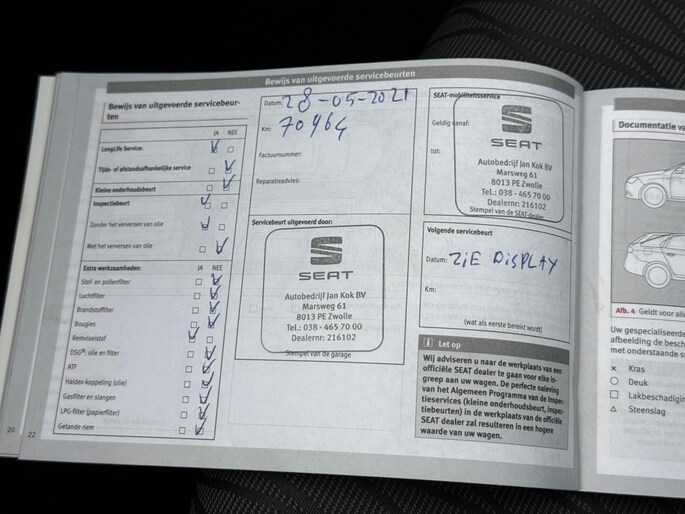 Bewijs van uitgevoerde servicebeurten
Bewijs van uitgevoerde servicebeur-
ten
JA NEE
LongLife Service:
Tijds- of afstandsafhankelijke service
Kleine onderhoudsbeurt
Inspectiebeurt
Zonder het verversen van olie
Met het verversen van olie
Extra werkzaamheden: JA NEE
Stof- en pollenfilter
Luchtfilter
Brandstoffilter
Bougies
Remvloeistof
DSG®: olie en filter
ATF
Haldex-koppeling (olie)
Gasfilter en slangen
LPG-filter (papierfilter)
Getande riem
20 22
Datum: 28-05-2021
Km: 70964
Factuurnummer:
Reparatieadvies:
Servicebeurt uitgevoerd door:
SEAT
Autobedrijf Jan Kok BV
Marsweg 61
8013 PE Zwolle
Tel.: 038 - 465 70 00
Dealernr: 216102
Stempel van de garage
SEAT-mobiliteitsservice
Geldig vanaf:
tot:
SEAT
Autobedrijf Jan Kok BV
Marsweg 61
8013 PE Zwolle
Tel.: 038 - 465 70 00
Dealernr: 216102
Stempel van de SEAT-dealer
Volgende servicebeurt
Datum: ZIE DISPLAY
Km:
(wat als eerste bereikt wordt)
i Let op
Wij adviseren u naar de werkplaats van een
officiële SEAT dealer te gaan voor elke in-
greep aan uw wagen. De perfecte naleving
van het Algemeen Programma van de Inspec-
tieservices (kleine onderhoudsbeurt, inspec-
tiebeurten) in de werkplaats van de officiële
SEAT dealer zal resulteren in een hogere
waarde van uw wagen.
Documentatie va
Afb. 4 Geldt voor alle
Uw gespecialiseerde
afbeelding de besch
met onderstaande s
× Kras
○ Deuk
□ Lakbeschadigin
△ Steenslag